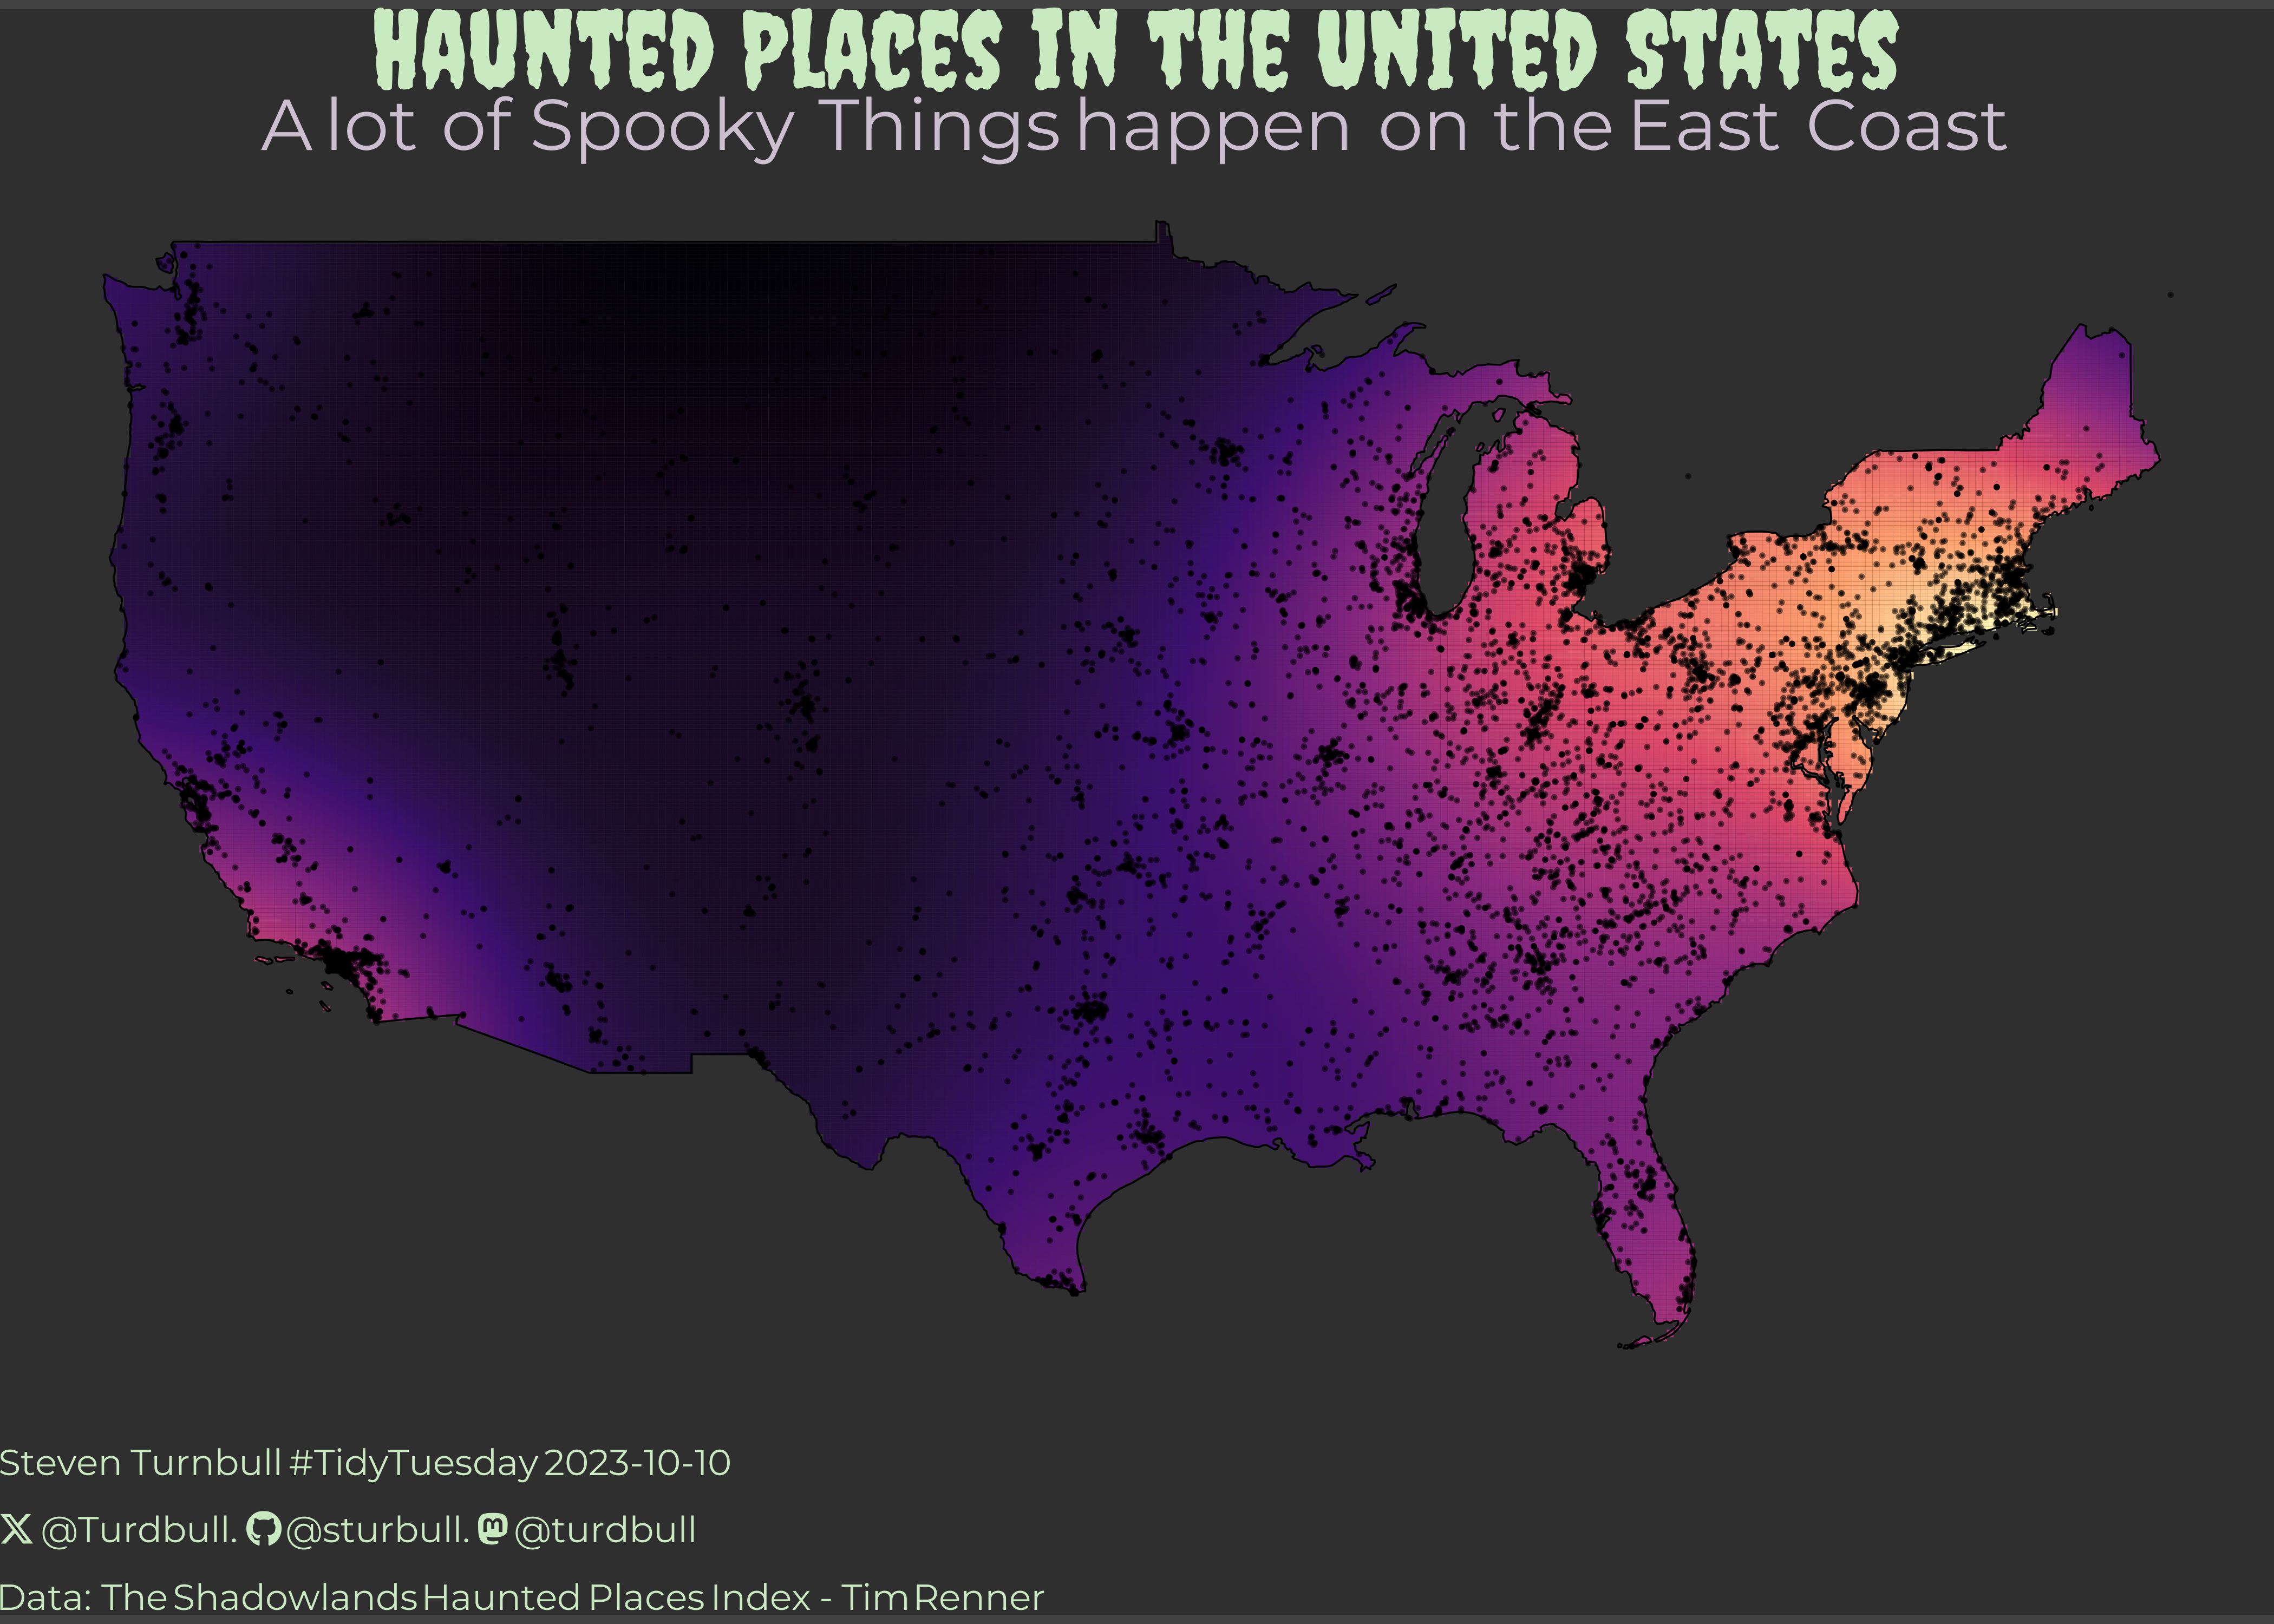 HAUNTED PLACES IN THE UNITED STATES
A lot of Spooky Things happen on the East Coast
Steven Turnbull #TidyTuesday 2023-10-10
@Turdbull. @sturbull. @turdbull
Data: The Shadowlands Haunted Places Index - Tim Renner